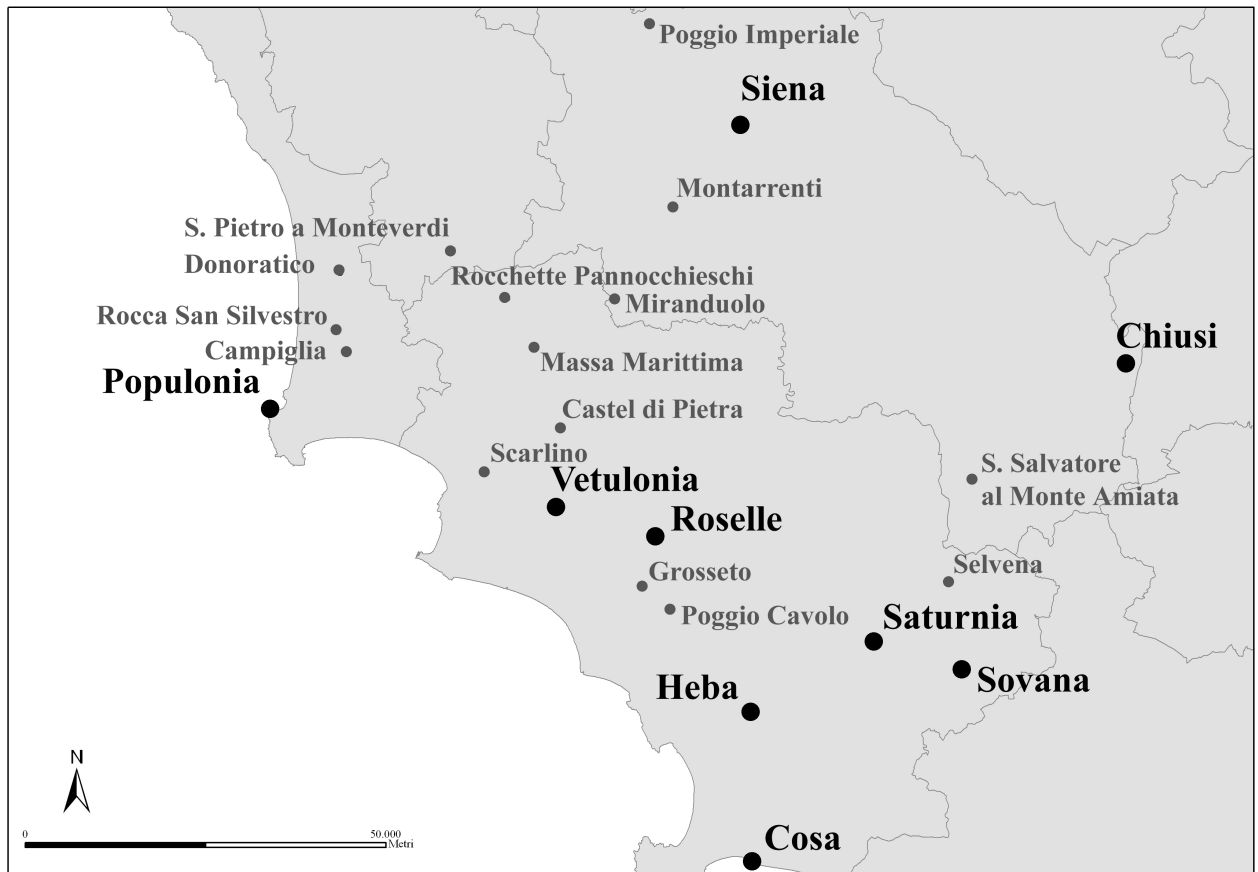 Poggio Imperiale
Siena
Montarrenti
S. Pietro a Monteverdi
Donoratico
Rocchette Pannocchieschi
Miranduolo
Rocca San Silvestro
Chiusi
Campiglia
Massa Marittima
Populonia
Castel di Pietra
Scarlino
S. Salvatore
al Monte Amiata
Vetulonia
Roselle
Selvena
Grosseto
Poggio Cavolo
Saturnia
Sovana
Heba
N
0
50.000
Metri
Cosa